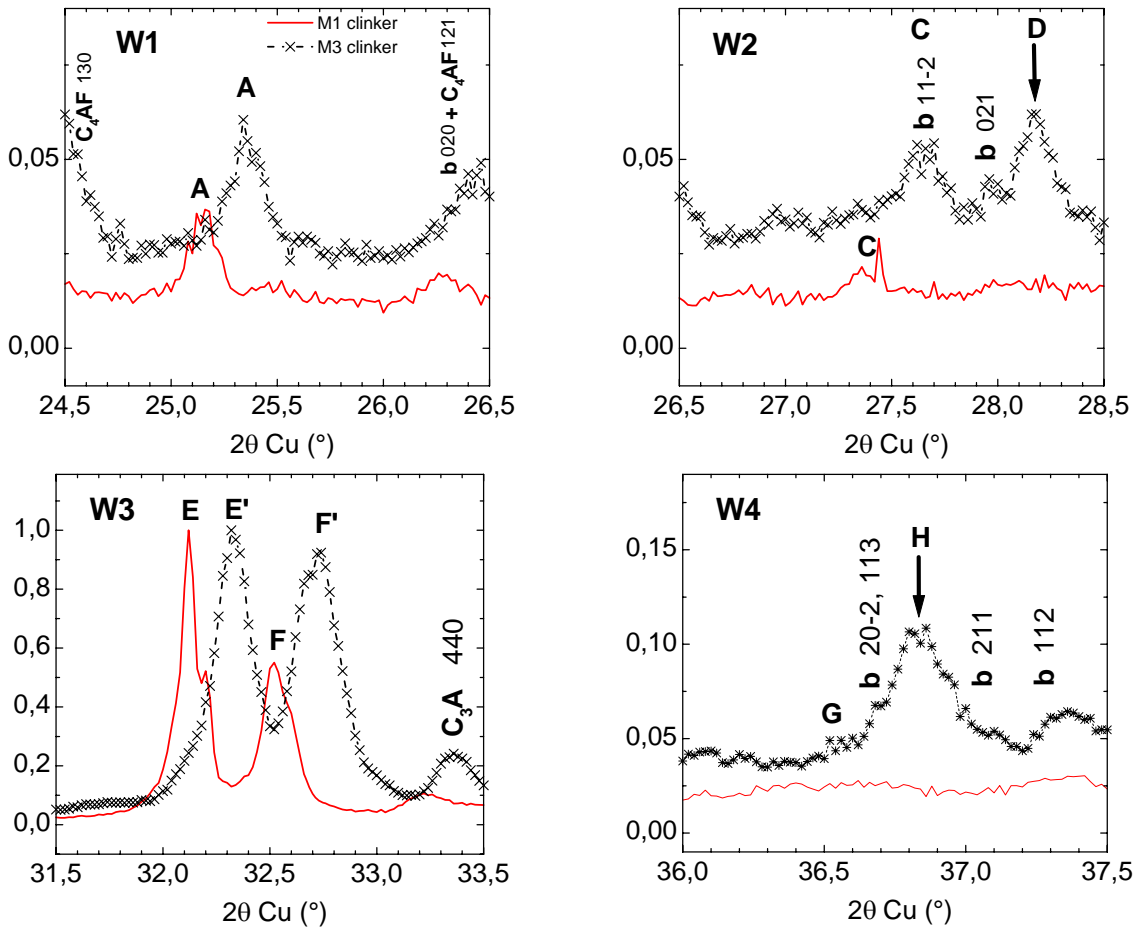 W1
M1 clinker
M3 clinker
C₄AF 130
A
A
b 020 + C₄AF 121
0,05
0,00
24,5 25,0 25,5 26,0 26,5
2θ Cu (°)
W2
C
D
b 11-2
b 021
C
0,05
0,00
26,5 27,0 27,5 28,0 28,5
2θ Cu (°)
W3
E
E'
F'
F
C₃A 440
1,0
0,8
0,6
0,4
0,2
0,0
31,5 32,0 32,5 33,0 33,5
2θ Cu (°)
W4
H
G
b 20-2, 113
b 211
b 112
0,15
0,10
0,05
0,00
36,0 36,5 37,0 37,5
2θ Cu (°)